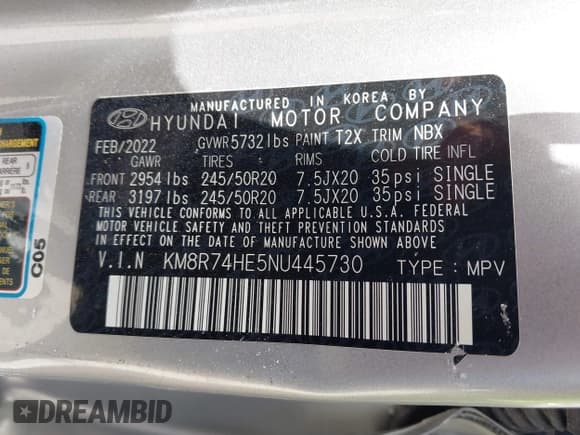 MANUFACTURED IN KOREA BY
HYUNDAI MOTOR COMPANY
FEB/2022 GVWR 5732lbs PAINT T2X TRIM NBX
GAWR TIRES RIMS COLD TIRE INFL
FRONT 2954 lbs 245/50R20 7.5JX20 35psi SINGLE
REAR 3197 lbs 245/50R20 7.5JX20 35psi SINGLE
THIS VEHICLE CONFORMS TO ALL APPLICABLE U.S.A. FEDERAL
MOTOR VEHICLE SAFETY AND THEFT PREVENTION STANDARDS
IN EFFECT ON THE DATE OF MANUFACTURE SHOWN ABOVE.
V.I.N KM8R74HE5NU445730 TYPE : MPV
REAR
ARRIÈRE
C05
DREAMBID